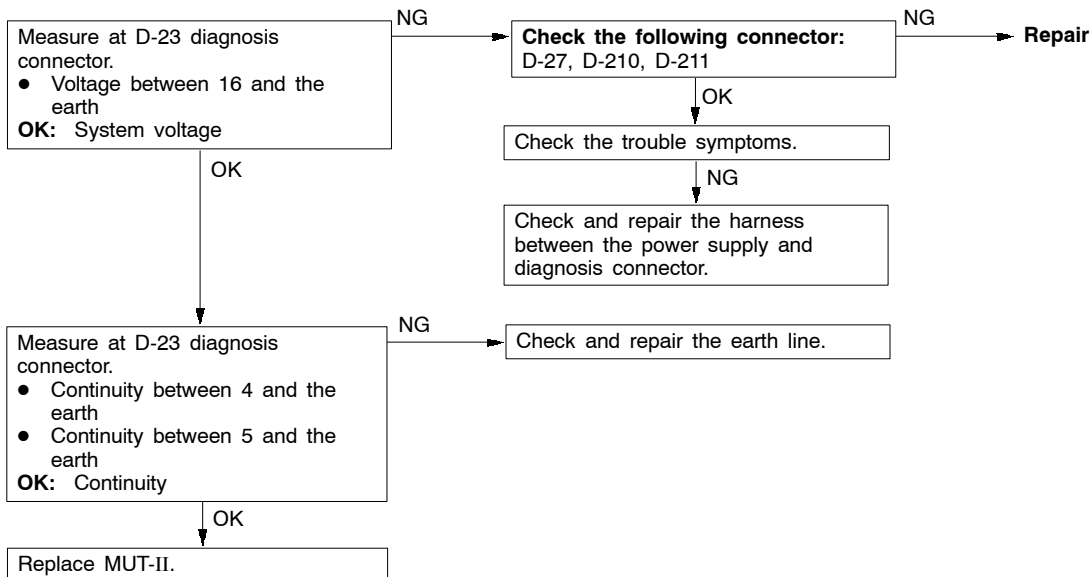 Measure at D-23 diagnosis
connector.
● Voltage between 16 and the
earth
OK: System voltage
NG
Check the following connector:
D-27, D-210, D-211
NG
Repair
OK
Check the trouble symptoms.
NG
Check and repair the harness
between the power supply and
diagnosis connector.
OK
Measure at D-23 diagnosis
connector.
● Continuity between 4 and the
earth
● Continuity between 5 and the
earth
OK: Continuity
NG
Check and repair the earth line.
OK
Replace MUT-II.